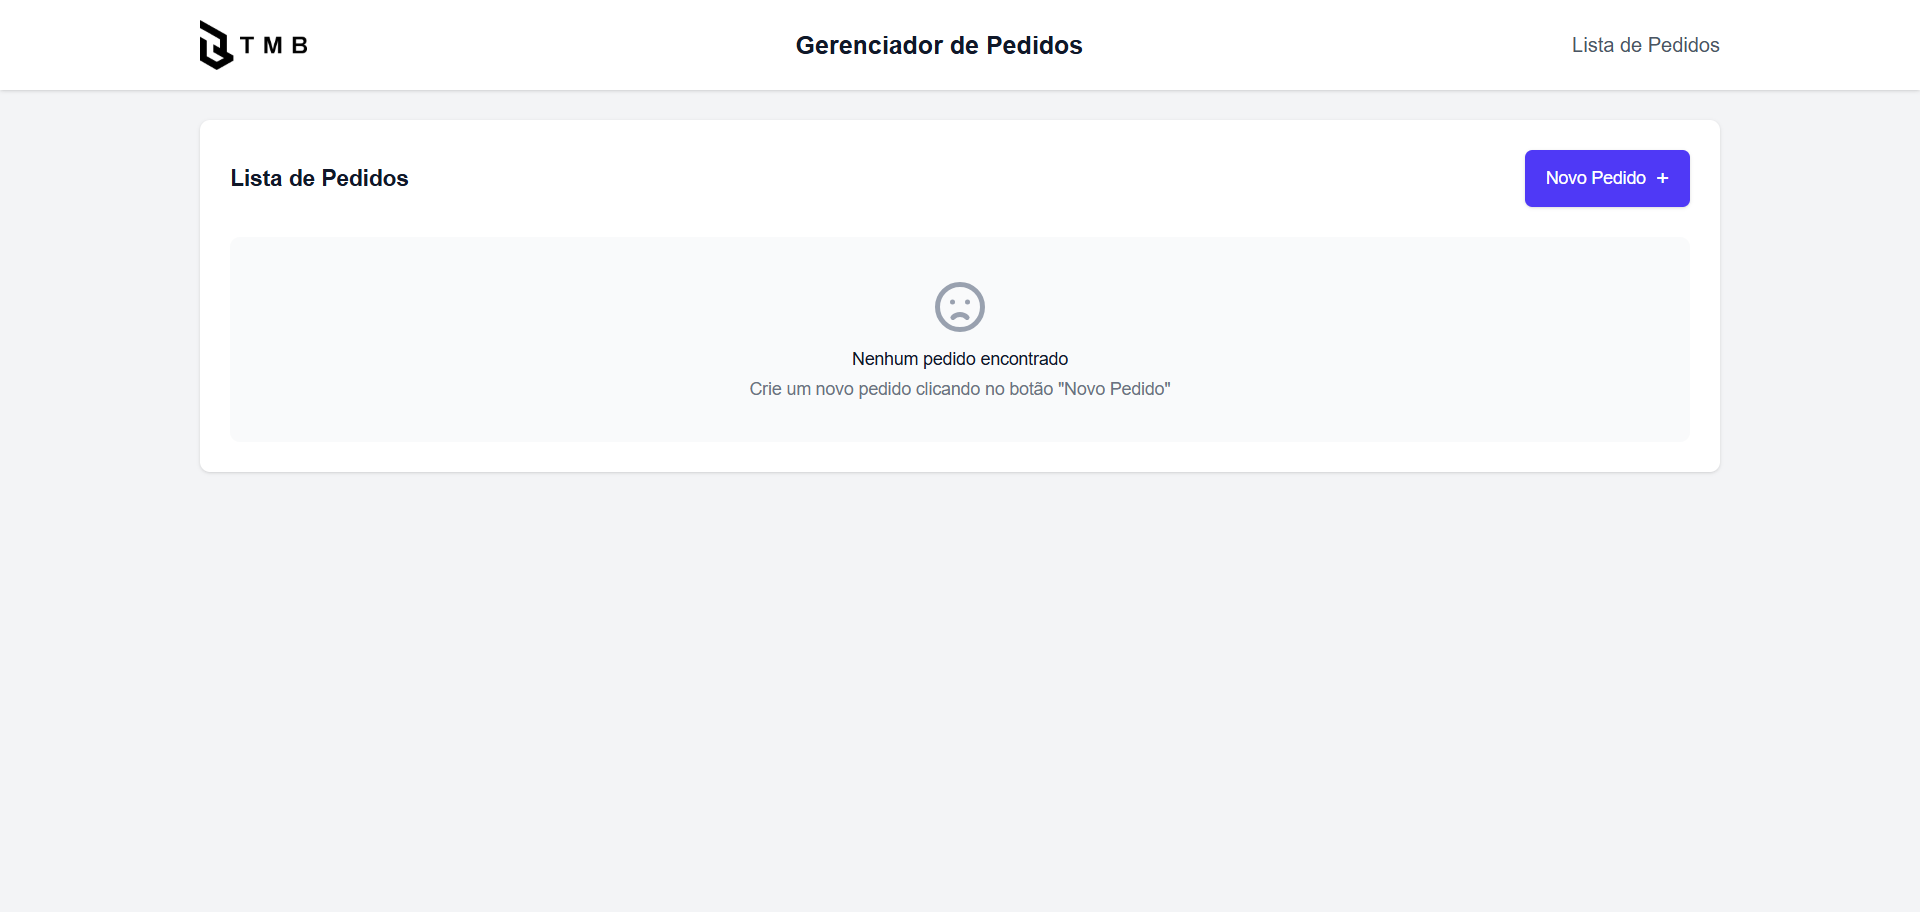 TMB
Gerenciador de Pedidos
Lista de Pedidos
Lista de Pedidos
Novo Pedido +
Nenhum pedido encontrado
Crie um novo pedido clicando no botão "Novo Pedido"